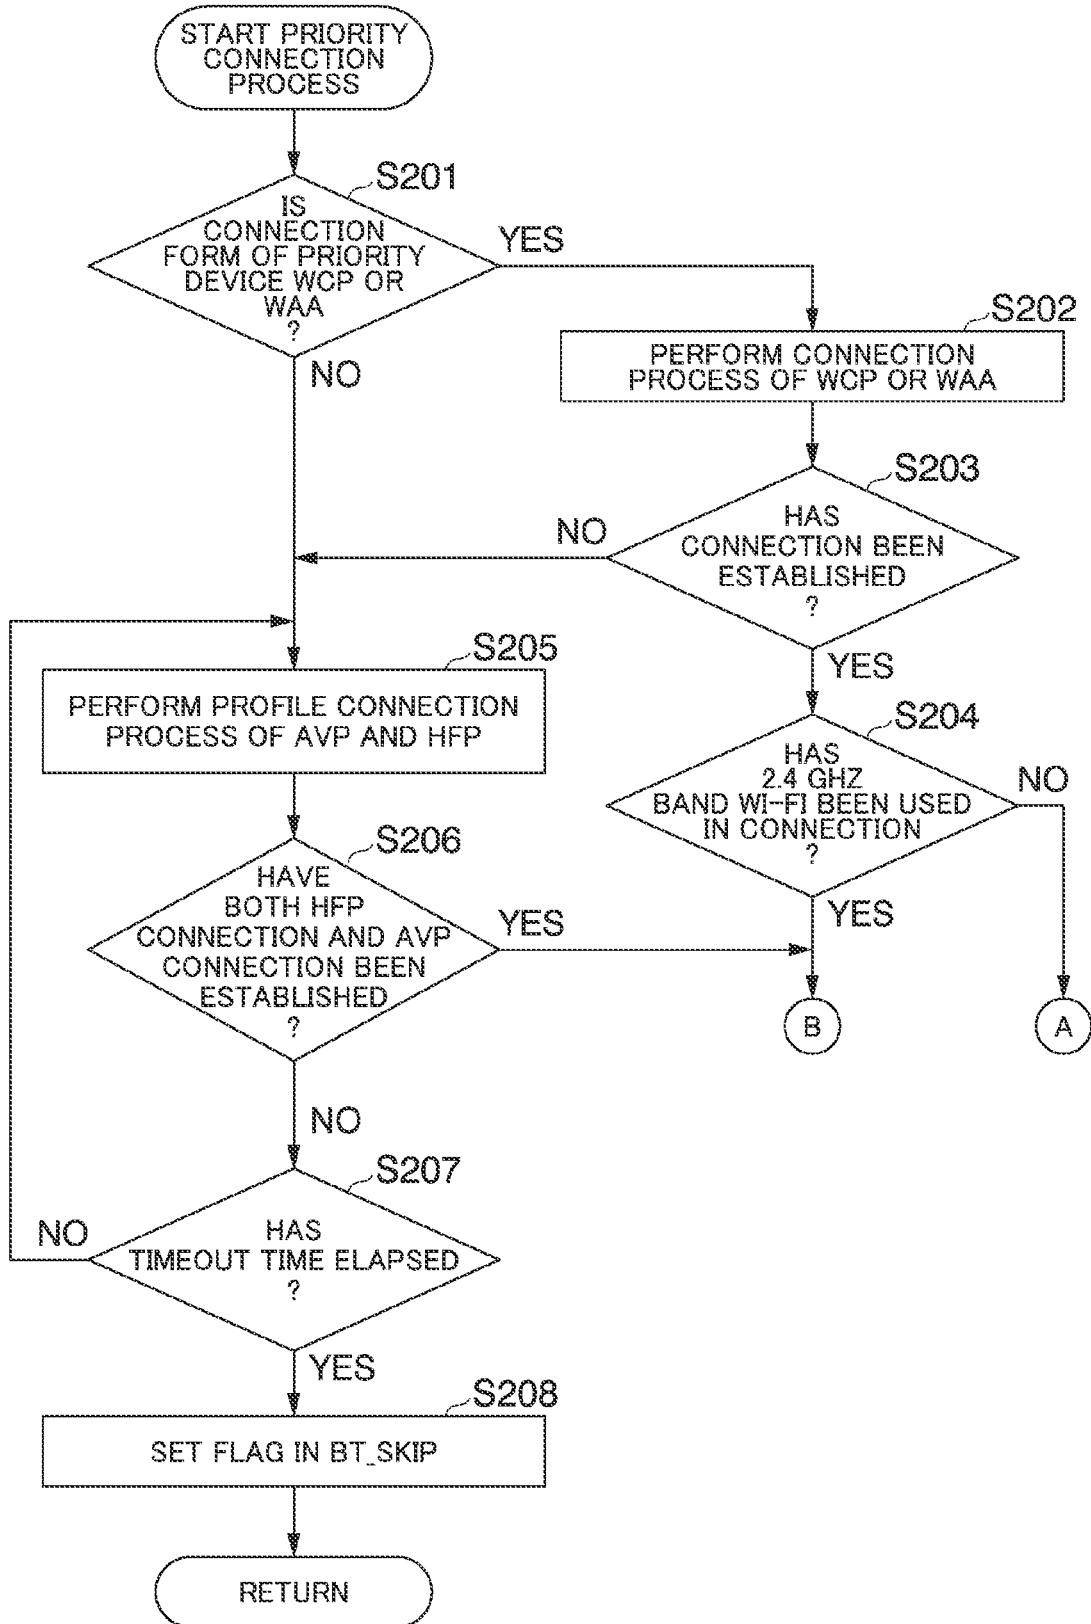 START PRIORITY
CONNECTION
PROCESS
S201
IS
CONNECTION
FORM OF PRIORITY
DEVICE WCP OR
WAA
?
YES
NO
S202
PERFORM CONNECTION
PROCESS OF WCP OR WAA
S203
HAS
CONNECTION BEEN
ESTABLISHED
?
NO
YES
S204
HAS
2.4 GHZ
BAND WI-FI BEEN USED
IN CONNECTION
?
NO
YES
S205
PERFORM PROFILE CONNECTION
PROCESS OF AVP AND HFP
S206
HAVE
BOTH HFP
CONNECTION AND AVP
CONNECTION BEEN
ESTABLISHED
?
YES
B
A
NO
S207
HAS
TIMEOUT TIME ELAPSED
?
NO
YES
S208
SET FLAG IN BT_SKIP
RETURN